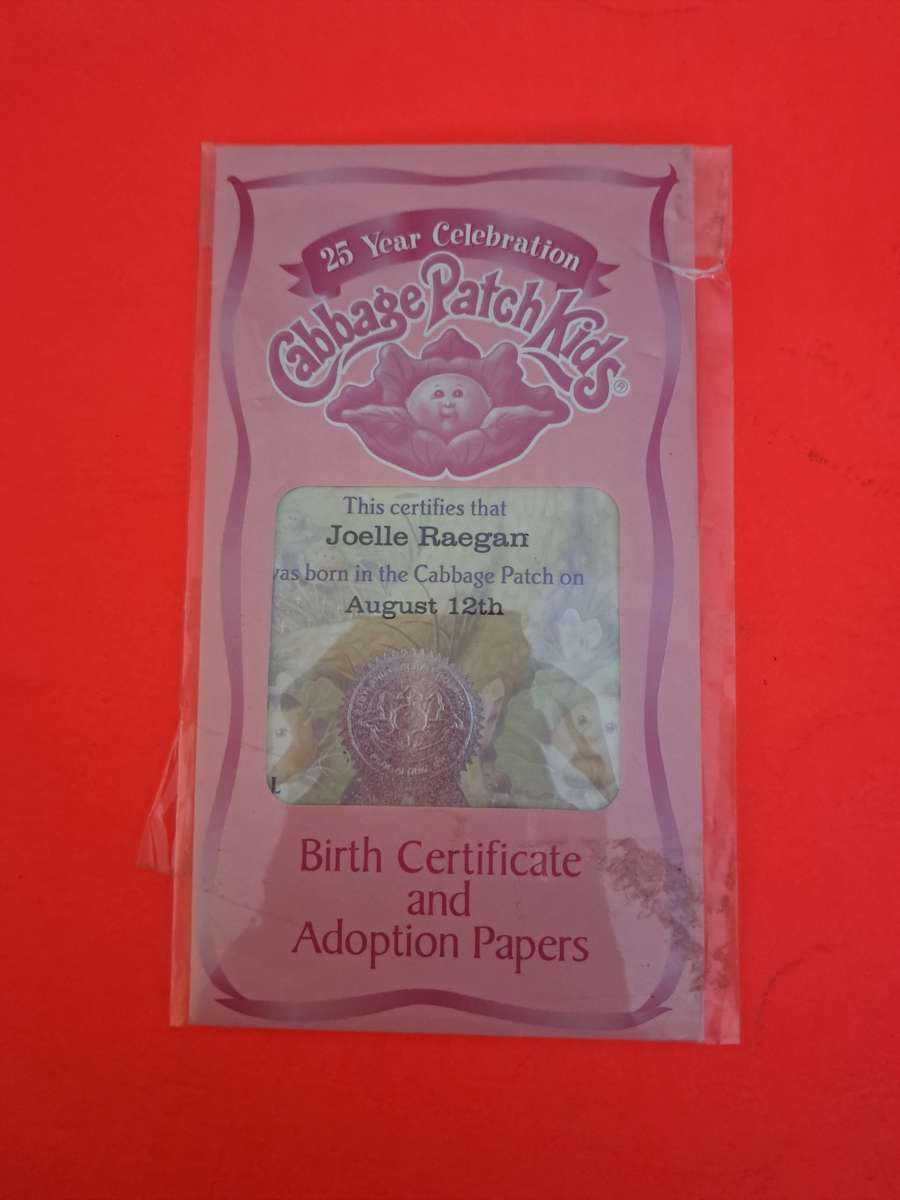 25 Year Celebration
Cabbage Patch Kids®
This certifies that
Joelle Raegan
was born in the Cabbage Patch on
August 12th
L
Birth Certificate
and
Adoption Papers